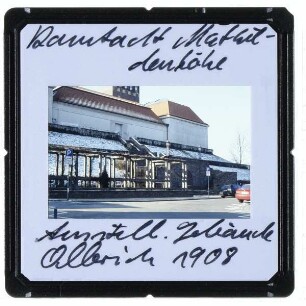 Darmstadt Mathil-
denhöhe
Ausstell. Gebäude
Olbrich 1908